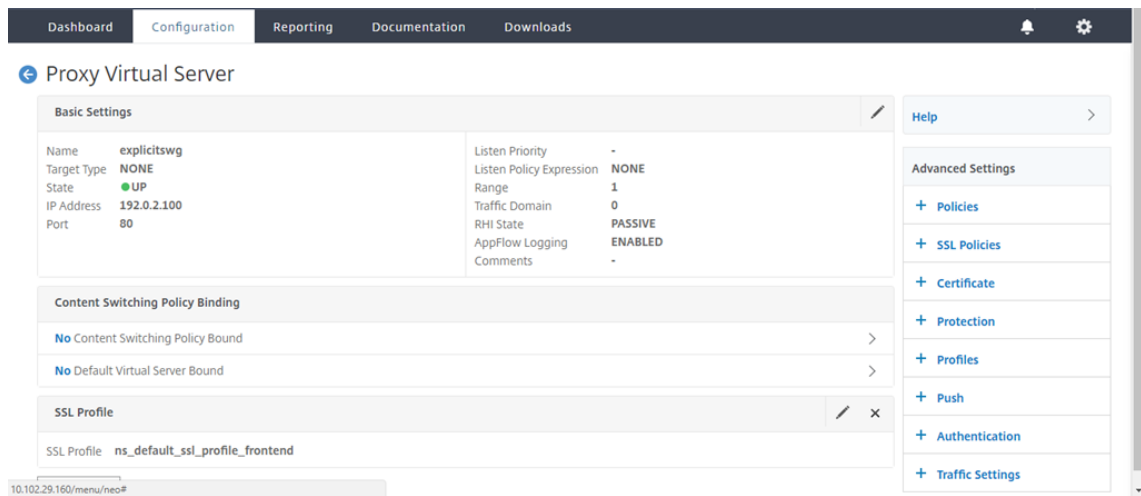 Dashboard Configuration Reporting Documentation Downloads
Proxy Virtual Server
Basic Settings
Name explicitswg
Target Type NONE
State UP
IP Address 192.0.2.100
Port 80
Listen Priority -
Listen Policy Expression NONE
Range 1
Traffic Domain 0
RHI State PASSIVE
AppFlow Logging ENABLED
Comments -
Content Switching Policy Binding
No Content Switching Policy Bound
No Default Virtual Server Bound
SSL Profile
SSL Profile ns_default_ssl_profile_frontend
Help
Advanced Settings
+ Policies
+ SSL Policies
+ Certificate
+ Protection
+ Profiles
+ Push
+ Authentication
+ Traffic Settings
10.102.29.160/menu/neo#